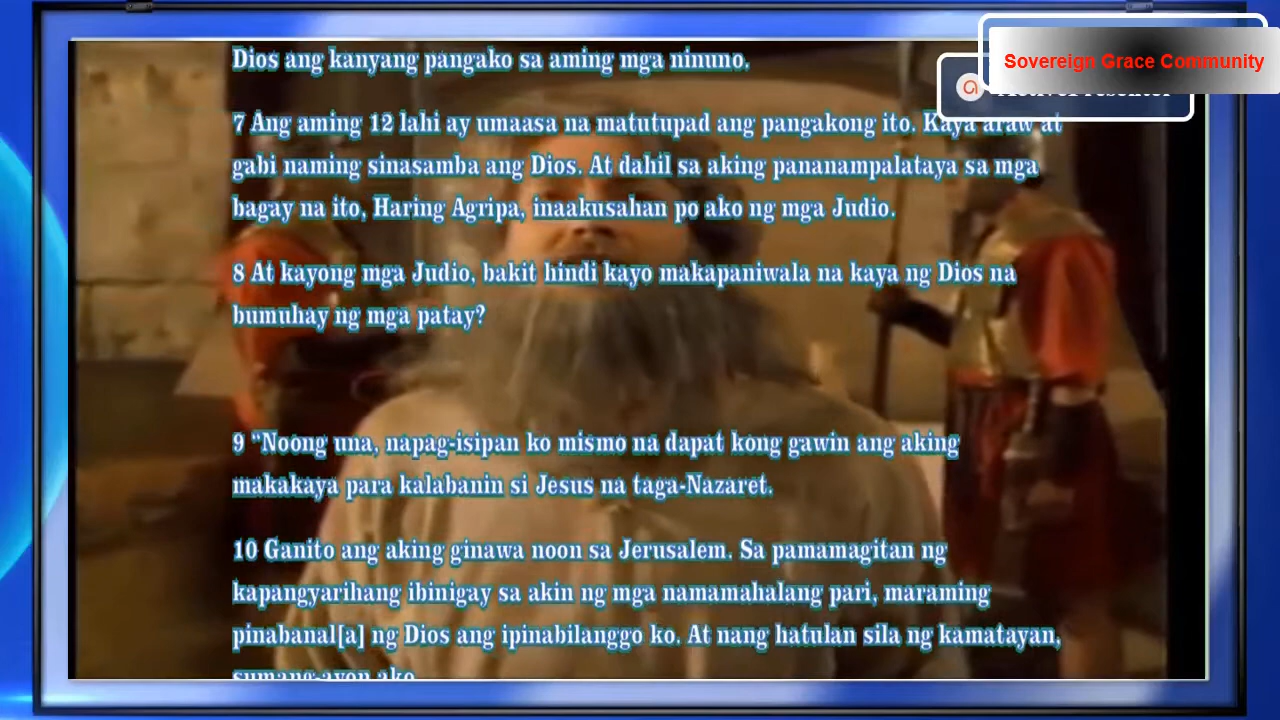 Sovereign Grace Community
Dios ang kanyang pangako sa aming mga ninuno.
7 Ang aming 12 lahi ay umaasa na matutupad ang pangakong ito. Kaya araw at
gabi naming sinasamba ang Dios. At dahil sa aking pananampalataya sa mga
bagay na ito, Haring Agripa, inaakusahan po ako ng mga Judio.
8 At kayong mga Judio, bakit hindi kayo makapaniwala na kaya ng Dios na
bumuhay ng mga patay?
9 "Noong una, napag-isipan ko mismo na dapat kong gawin ang aking
makakaya para kalabanin si Jesus na taga-Nazaret.
10 Ganito ang aking ginawa noon sa Jerusalem. Sa pamamagitan ng
kapangyarihang ibinigay sa akin ng mga namamahalang pari, maraming
pinabanal[a] ng Dios ang ipinabilanggo ko. At nang hatulan sila ng kamatayan,
sumang-ayon ako